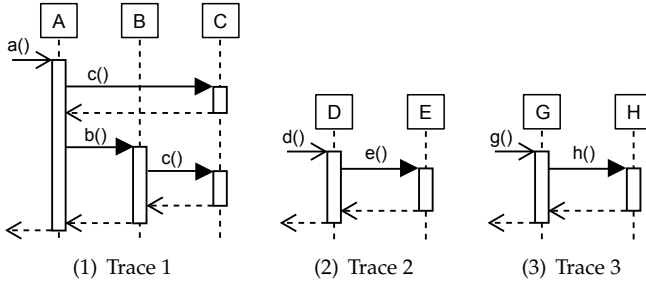 A B C
a()
c()
b()
c()
D E
d()
e()
G H
g()
h()
(1) Trace 1
(2) Trace 2
(3) Trace 3